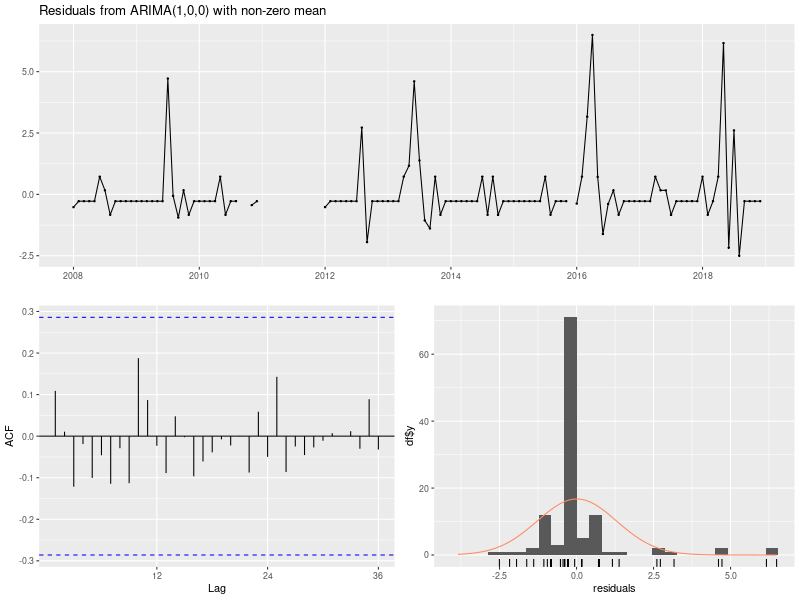 Residuals from ARIMA(1,0,0) with non-zero mean
5.0
2.5
0.0
-2.5
2008 2010 2012 2014 2016 2018
0.3
0.2
0.1
0.0
-0.1
-0.2
-0.3
ACF
12 24 36
Lag
60
40
20
0
df$y
-2.5 0.0 2.5 5.0
residuals